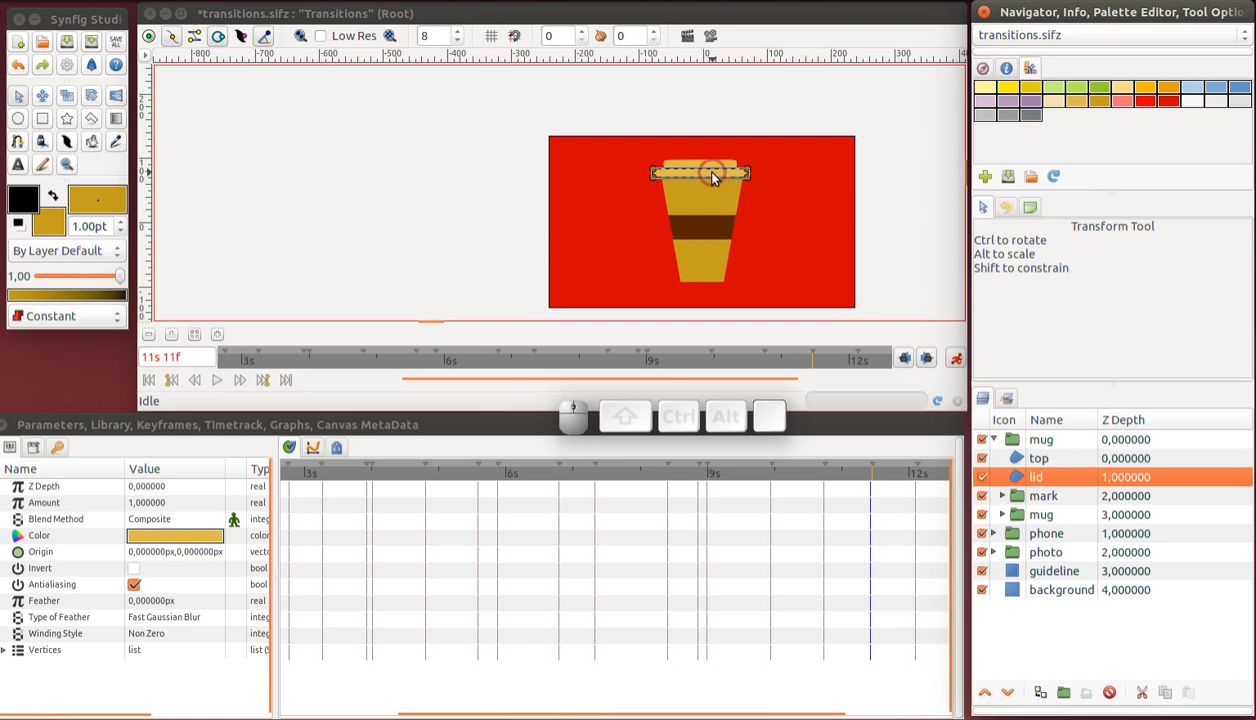 Synfig Studi
*transitions.sifz : "Transitions" (Root)
Navigator, Info, Palette Editor, Tool Optio
transitions.sifz
SAVE ALL
Low Res
8
0
0
-800
-700
-600
-500
-400
-300
-200
-100
0
100
200
300
1.00pt
By Layer Default
1,00
Constant
Transform Tool
Ctrl to rotate
Alt to scale
Shift to constrain
11s 11f
3s
6s
9s
12s
Idle
Ctrl
Alt
Icon
Name
Z Depth
mug
0,000000
top
0,000000
lid
1,000000
mark
2,000000
mug
3,000000
phone
1,000000
photo
2,000000
guideline
3,000000
background
4,000000
Parameters, Library, Keyframes, Timetrack, Graphs, Canvas MetaData
Name
Value
Typ
3s
6s
9s
12s
Z Depth
0,000000
real
Amount
1,000000
real
Blend Method
Composite
integ
Color
color
Origin
0,000000px,0,000000px
vecto
Invert
bool
Antialiasing
bool
Feather
0,000000px
real
Type of Feather
Fast Gaussian Blur
integ
Winding Style
Non Zero
integ
Vertices
list
list (S